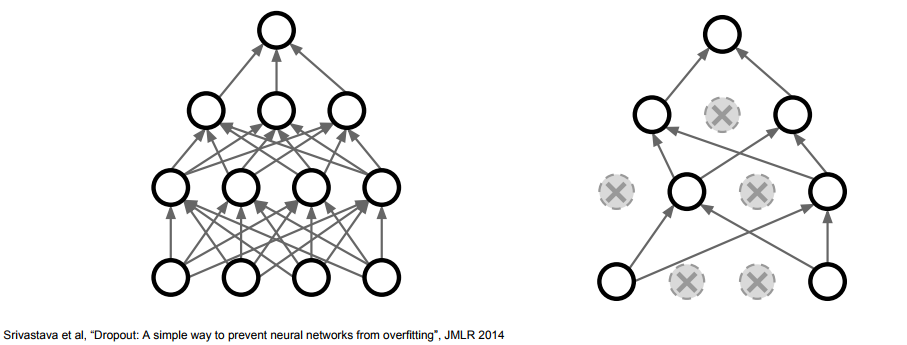 Srivastava et al, “Dropout: A simple way to prevent neural networks from overfitting”, JMLR 2014